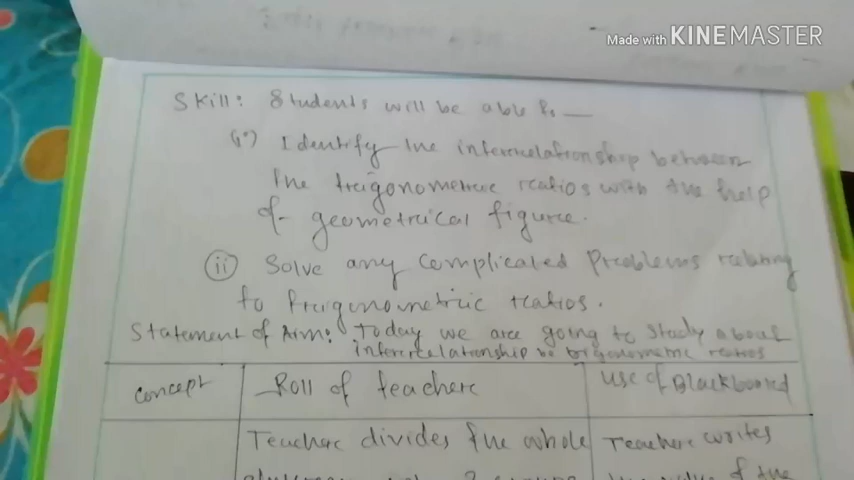 Made with KINEMASTER
Skill: Students will be able to —
(i) Identify the interrelationship between
the trigonometric ratios with the help
of geometrical figure.
(ii) Solve any complicated Problems relating
to trigonometric ratios.
Statement of Aim: Today we are going to study about
interrelationship trigonometric ratios
concept
Roll of teacher
use of Blackboard
Teacher divides the whole
Teacher writes
the value of the